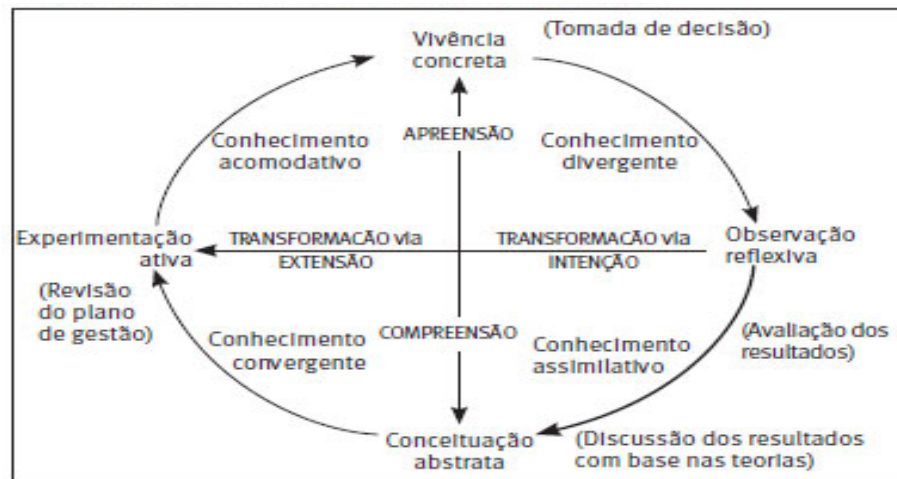 Vivência
concreta
(Tomada de decisão)
APREENSÃO
Conhecimento
acomodativo
Conhecimento
divergente
Experimentação
ativa
TRANSFORMACÃO via
EXTENSÃO
TRANSFORMACÃO via
INTENÇÃO
Observação
reflexiva
(Revisão
do plano
de gestão)
COMPREENSÃO
Conhecimento
convergente
Conhecimento
assimilativo
(Avaliação dos
resultados)
Conceituação
abstrata
(Discussão dos resultados
com base nas teorias)